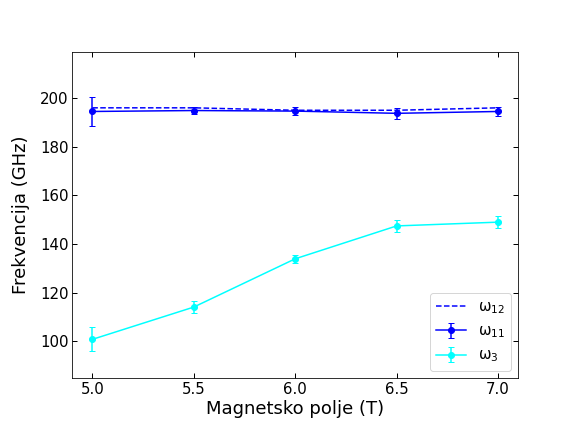 Frekvencija (GHz)
200
180
160
140
120
100
5.0 5.5 6.0 6.5 7.0
Magnetsko polje (T)
ω₁₂
ω₁₁
ω₃